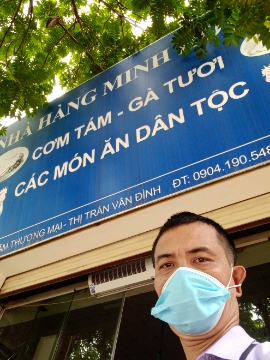 NHÀ HÀNG MINH
CƠM TẤM - GÀ TƯƠI
CÁC MÓN ĂN DÂN TỘC
TÂM THƯƠNG MẠI - THỊ TRẤN VÂN ĐÌNH ĐT: 0904.190.548